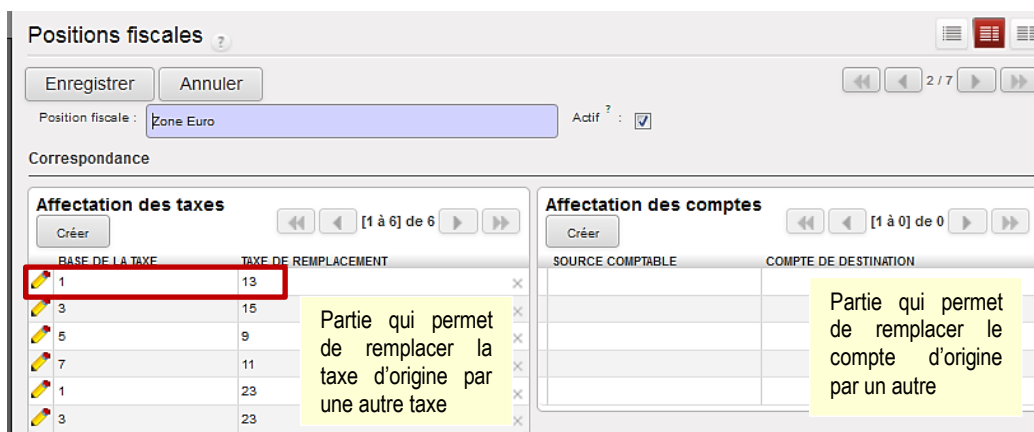 Positions fiscales ?
Enregistrer Annuler 2 / 7
Position fiscale : Zone Euro Actif ? :
Correspondance
Affectation des taxes
Créer [1 à 6] de 6
BASE DE LA TAXE TAXE DE REMPLACEMENT
1 13
3 15
5 9
7 11
1 23
3 23
Partie qui permet
de remplacer la
taxe d'origine par
une autre taxe
Affectation des comptes
Créer [1 à 0] de 0
SOURCE COMPTABLE COMPTE DE DESTINATION
Partie qui permet
de remplacer le
compte d'origine
par un autre